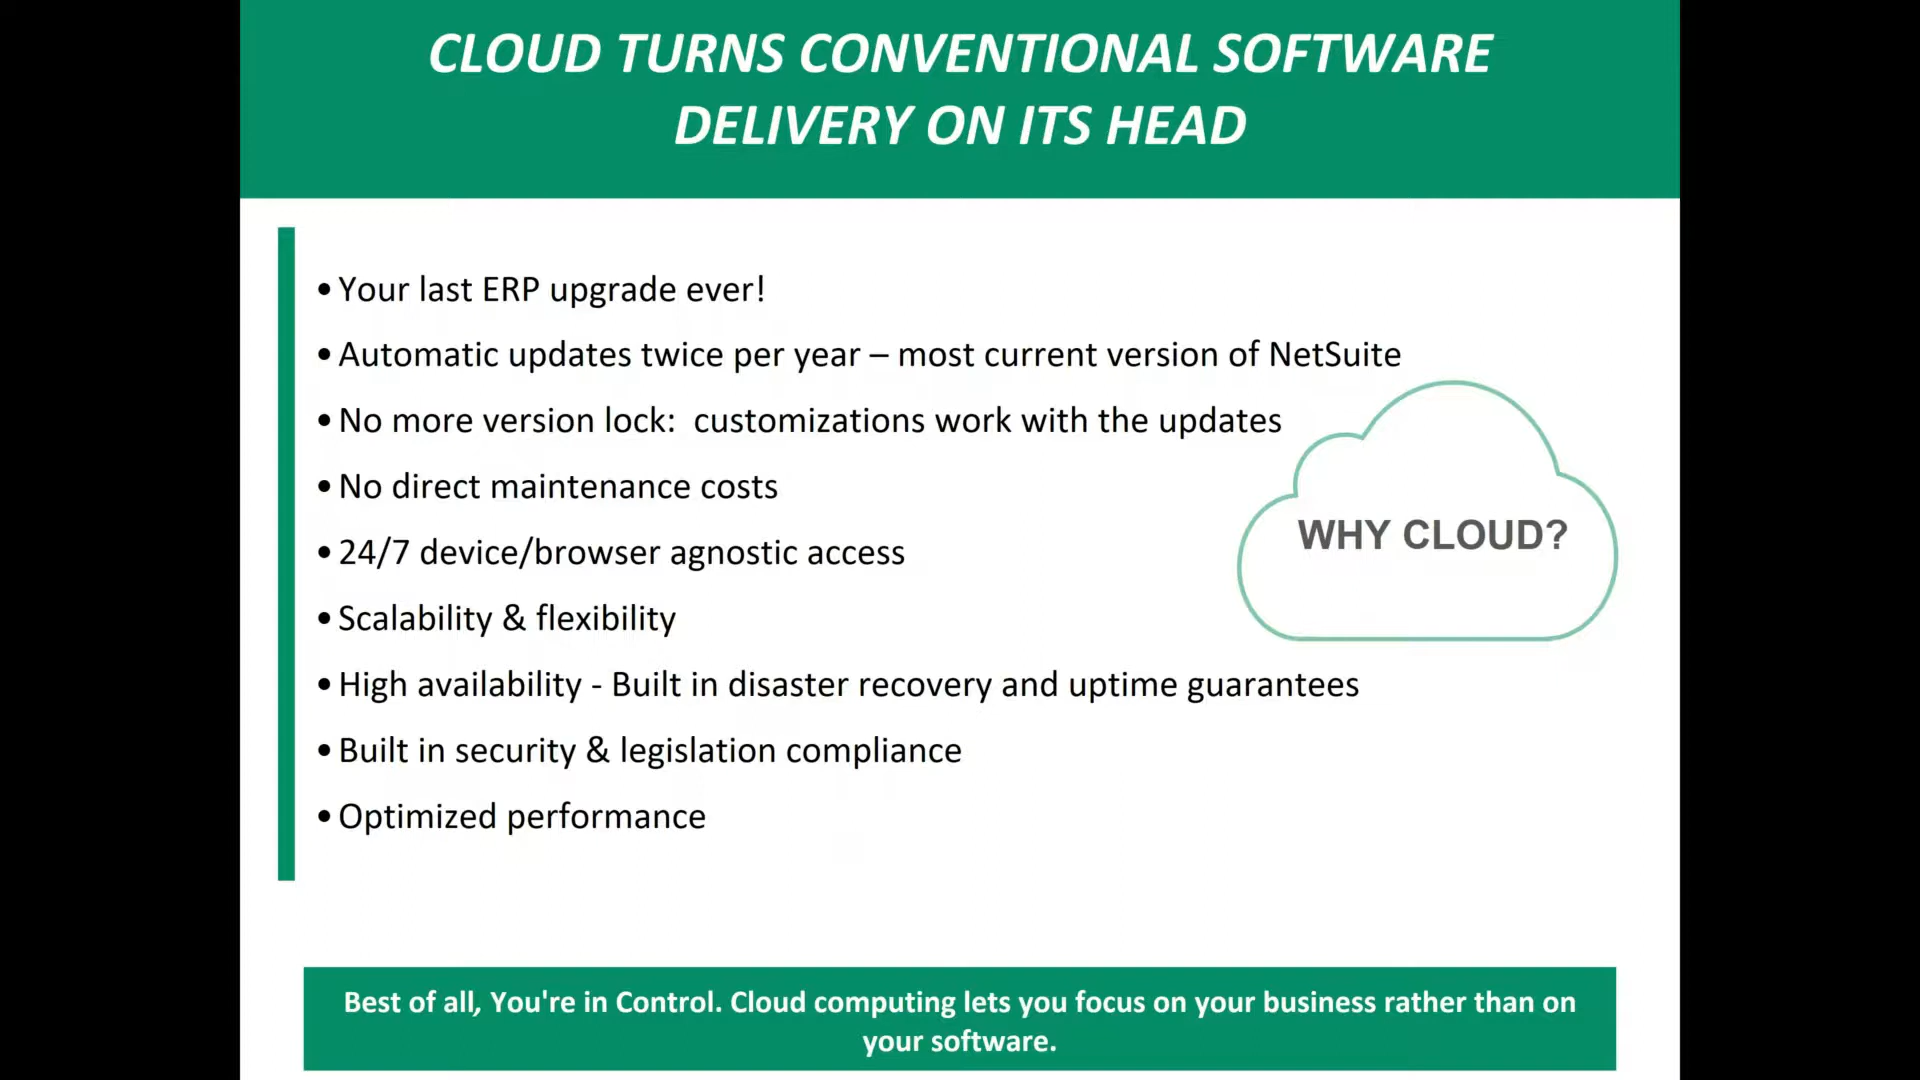 CLOUD TURNS CONVENTIONAL SOFTWARE
DELIVERY ON ITS HEAD
• Your last ERP upgrade ever!
• Automatic updates twice per year – most current version of NetSuite
• No more version lock:  customizations work with the updates
• No direct maintenance costs
• 24/7 device/browser agnostic access
• Scalability & flexibility
• High availability - Built in disaster recovery and uptime guarantees
• Built in security & legislation compliance
• Optimized performance
WHY CLOUD?
Best of all, You're in Control. Cloud computing lets you focus on your business rather than on
your software.